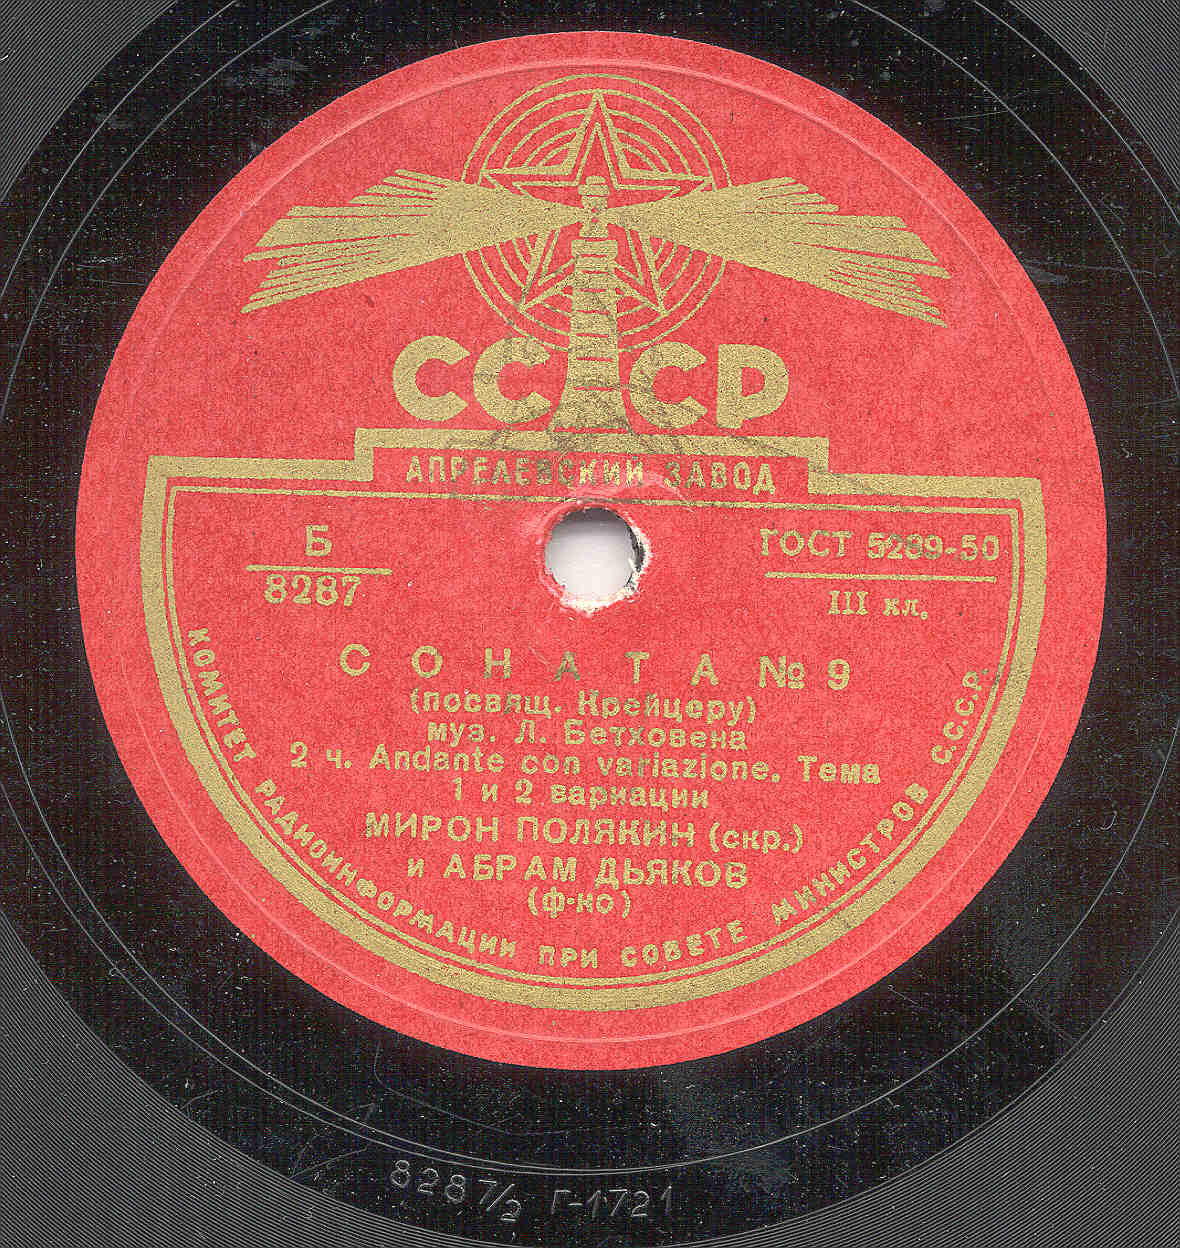 СССР
АПРЕЛЕВСКИЙ ЗАВОД
Б
8287
ГОСТ 5289-50
III кл.
СОНАТА № 9
(посвящ. Крейцеру)
муз. Л. Бетховена
2 ч. Andante con variazione. Тема
1 и 2 вариации
МИРОН ПОЛЯКИН (скр.)
и АБРАМ ДЬЯКОВ
(ф-но)
КОМИТЕТ РАДИОИНФОРМАЦИИ ПРИ СОВЕТЕ МИНИСТРОВ С.С.С.Р.
8287/2 Г-1721